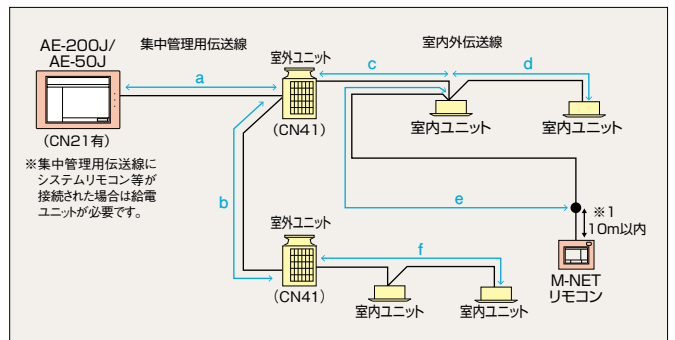 AE-200J/
AE-50J
集中管理用伝送線
室外ユニット
室内外伝送線
a
c
d
(CN21有)
(CN41)
室内ユニット
室内ユニット
※集中管理用伝送線に
システムリモコン等が
接続された場合は給電
ユニットが必要です。
b
e
※1
10m以内
室外ユニット
f
M-NET
リモコン
(CN41)
室内ユニット
室内ユニット